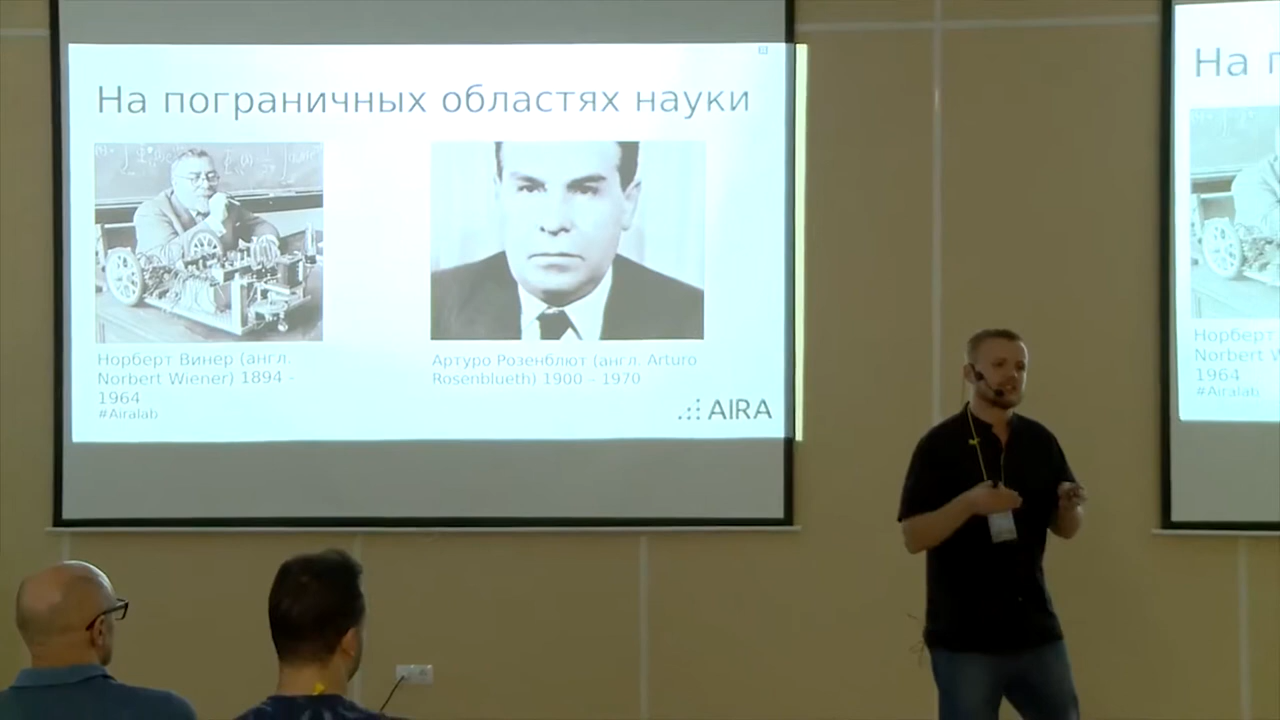 На пограничных областях науки
Норберт Винер (англ.
Norbert Wiener) 1894 -
1964
#Airalab
Артуро Розенблют (англ. Arturo
Rosenblueth) 1900 - 1970
AIRA
На п
Норберт
Norbert W
1964
#Airalab